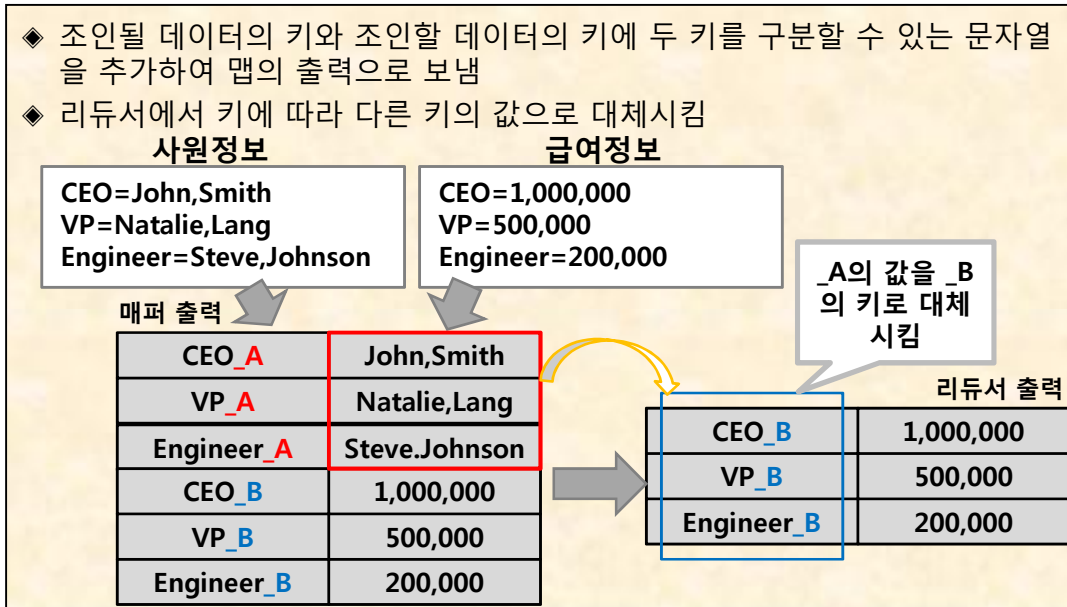 ◈ 조인될 데이터의 키와 조인할 데이터의 키에 두 키를 구분할 수 있는 문자열
을 추가하여 맵의 출력으로 보냄
◈ 리듀서에서 키에 따라 다른 키의 값으로 대체시킴
사원정보
급여정보
CEO=John,Smith
VP=Natalie,Lang
Engineer=Steve,Johnson
CEO=1,000,000
VP=500,000
Engineer=200,000
_A의 값을 _B
의 키로 대체
시킴
매퍼 출력
CEO_A John,Smith
VP_A Natalie,Lang
Engineer_A Steve.Johnson
CEO_B 1,000,000
VP_B 500,000
Engineer_B 200,000
리듀서 출력
CEO_B 1,000,000
VP_B 500,000
Engineer_B 200,000